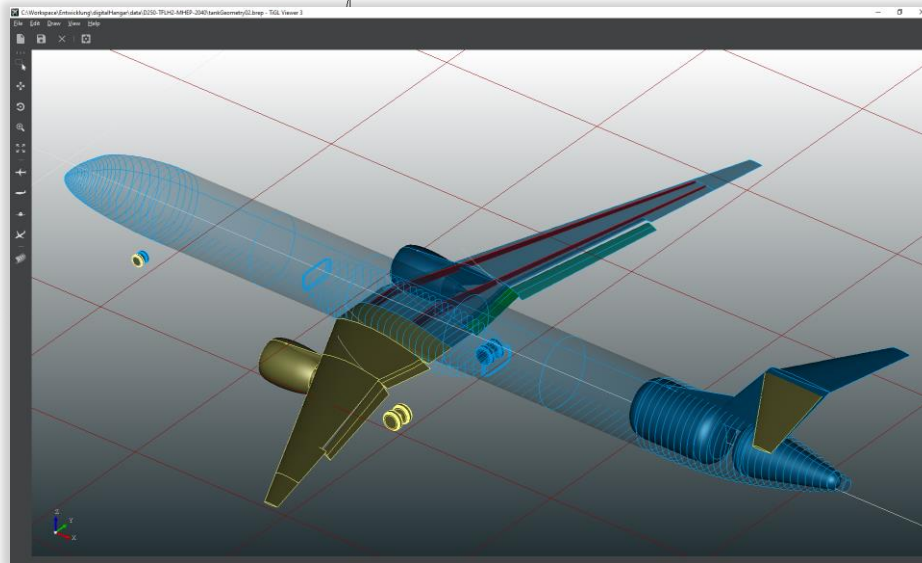 C:\Workspace\Entwicklung\digitalHangar\data\D250-TPLH2-MHEP-2040\tankGeometry02.brep - TiGL Viewer 3
File Edit Draw View Help
Z
Y
X